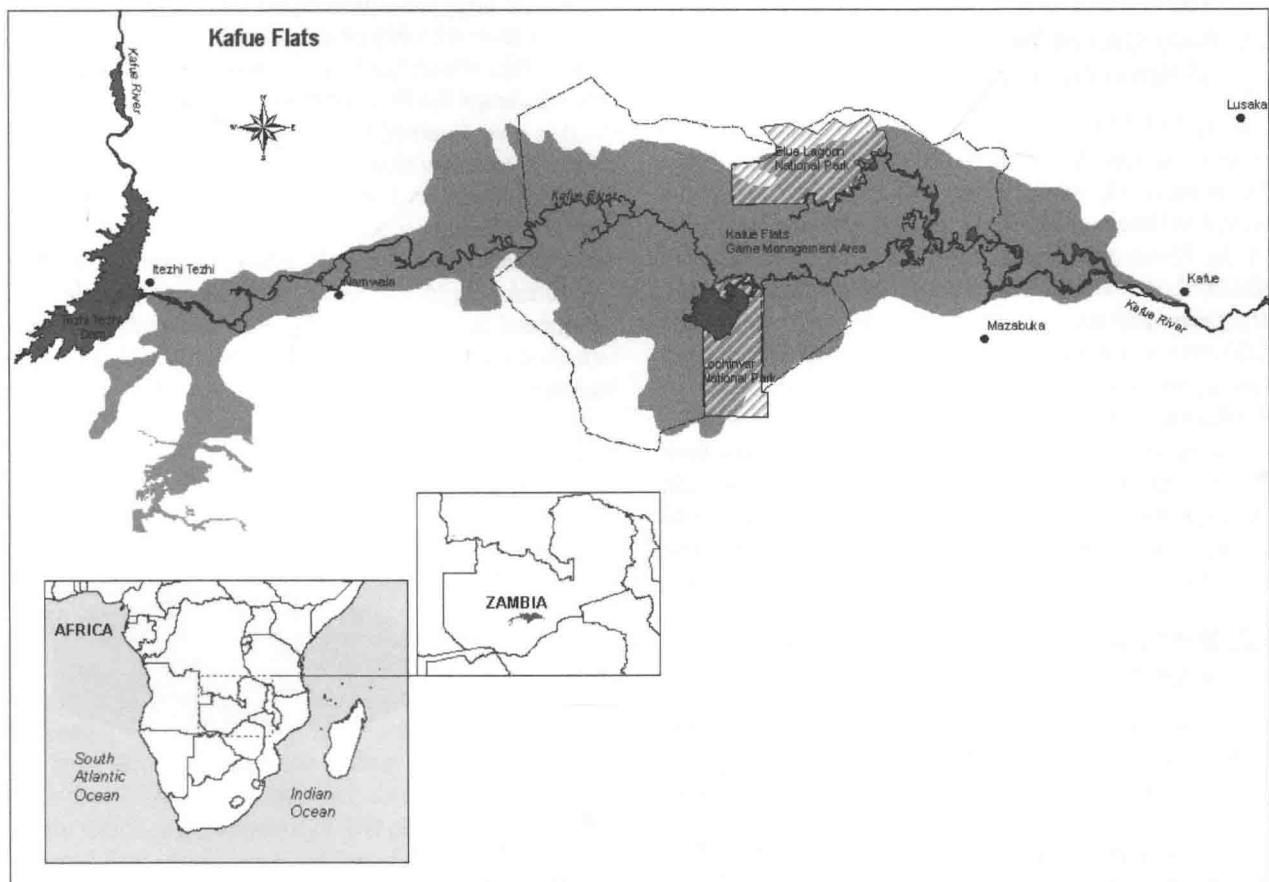 Kafue Flats
Kafue River
Lusaka
Blue Lagoon
National Park
Kafue River
Kafue Flats
Game Management Area
Itezhi Tezhi
Namwala
Itezhi Tezhi
Dam
Kafue
Kafue River
Mazabuka
Lochinvar
National Park
N
W
E
S
ZAMBIA
AFRICA
South
Atlantic
Ocean
Indian
Ocean